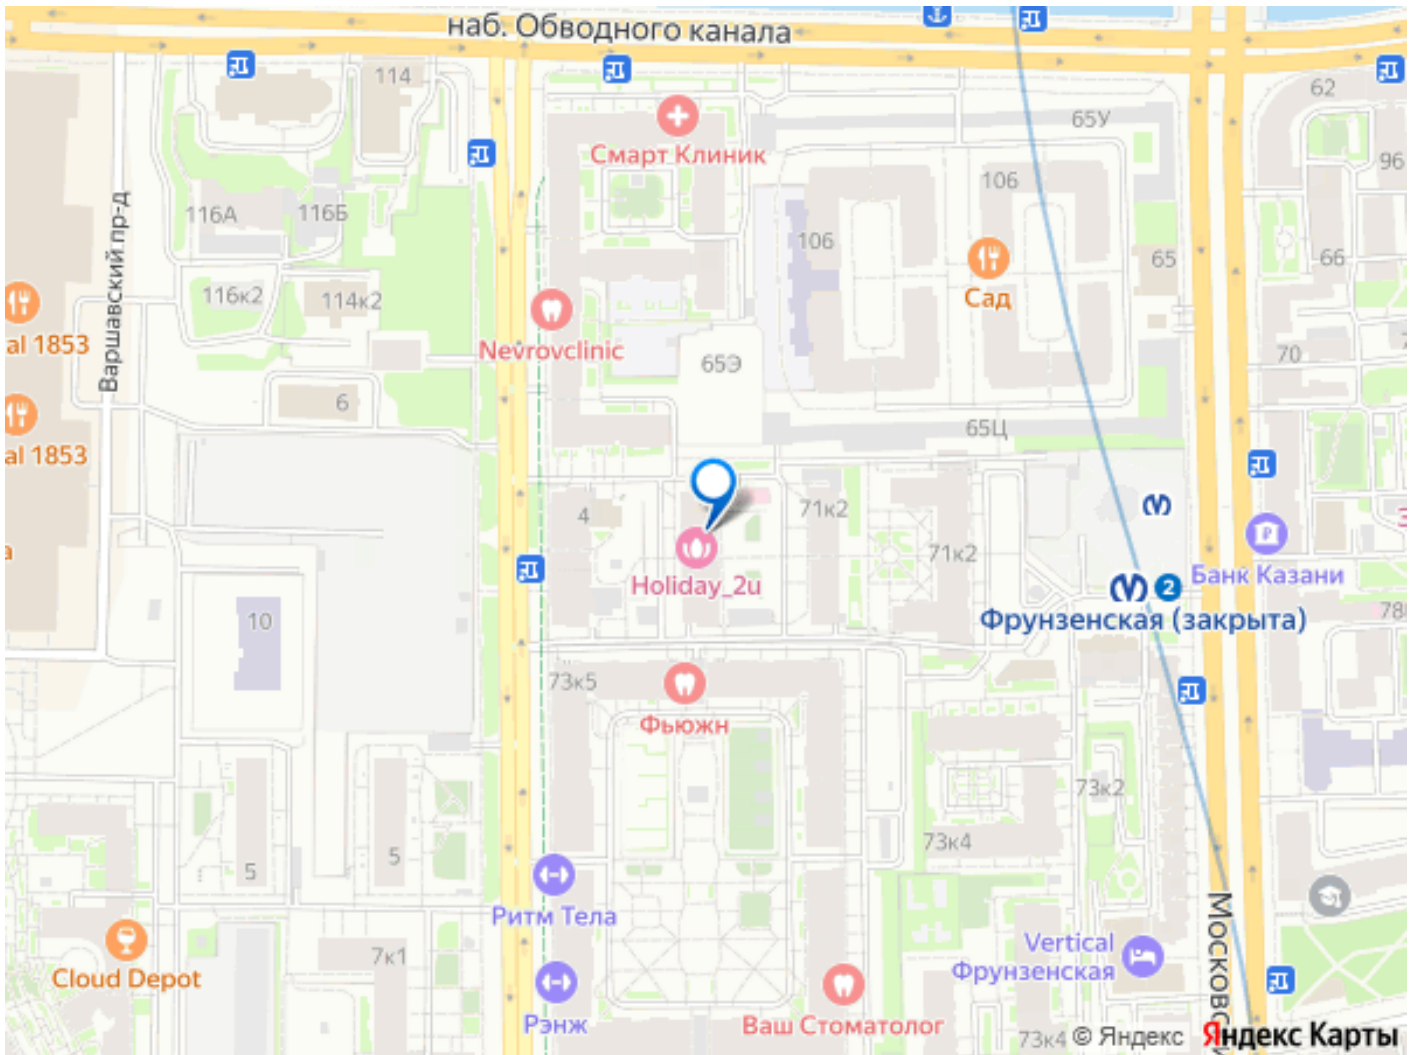 наб. Обводного канала
114
62
65У
Смарт Клиник
96
106
116А
116Б
106
65
66
Варшавский пр-д
116к2
114к2
Сад
al 1853
Nevrovclinic
65Э
70
6
65Ц
al 1853
4
71к2
71к2
Holiday_2u
Банк Казани
2
Фрунзенская (закрыта)
10
73к5
Фьюжн
73к2
73к4
5
5
Ритм Тела
Московс
7к1
Cloud Depot
Vertical
Фрунзенская
Рэнж
Ваш Стоматолог
73к4
© Яндекс
Яндекс Карты